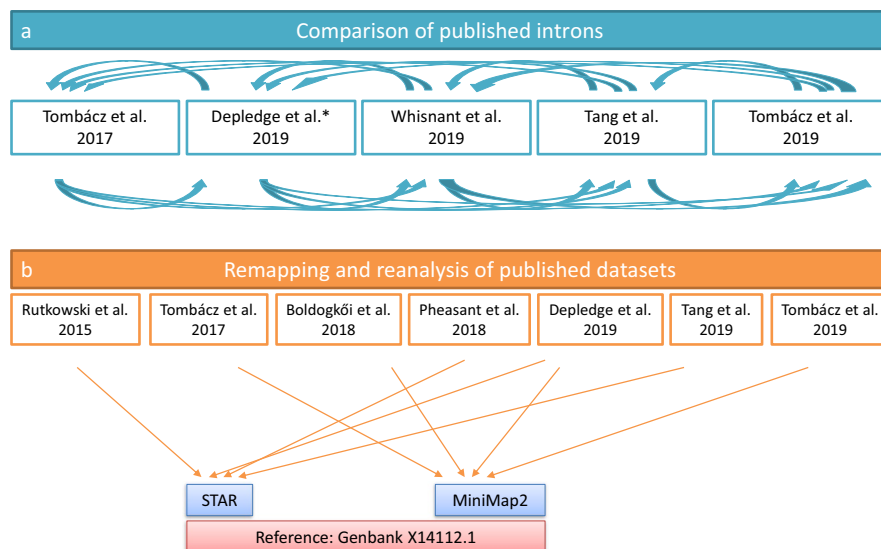 a Comparison of published introns
Tombácz et al. 2017
Depledge et al.* 2019
Whisnant et al. 2019
Tang et al. 2019
Tombácz et al. 2019
b Remapping and reanalysis of published datasets
Rutkowski et al. 2015
Tombácz et al. 2017
Boldogkői et al. 2018
Pheasant et al. 2018
Depledge et al. 2019
Tang et al. 2019
Tombácz et al. 2019
STAR
MiniMap2
Reference: Genbank X14112.1